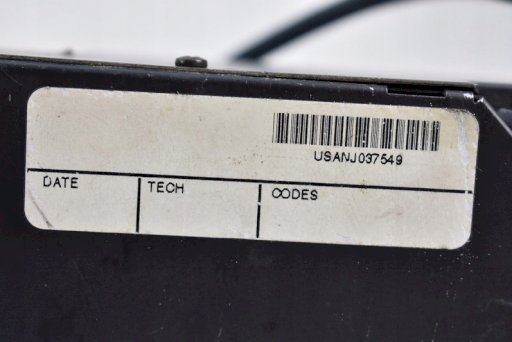 USANJ037549
DATE TECH CODES